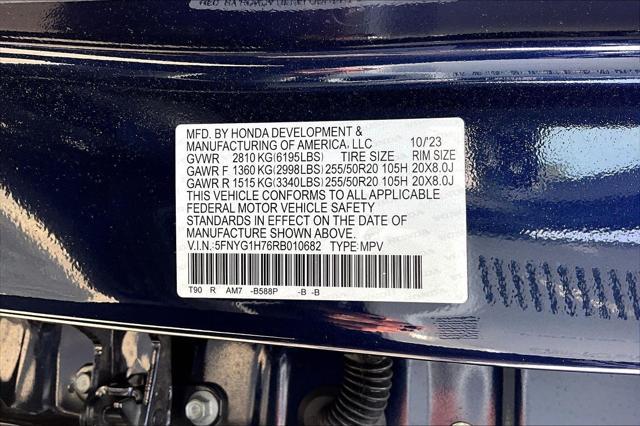 MFD. BY HONDA DEVELOPMENT &
MANUFACTURING OF AMERICA, LLC 10/'23
GVWR 2810 KG(6195LBS) TIRE SIZE RIM SIZE
GAWR F 1360 KG(2998LBS) 255/50R20 105H 20X8.0J
GAWR R 1515 KG(3340LBS) 255/50R20 105H 20X8.0J
THIS VEHICLE CONFORMS TO ALL APPLICABLE
FEDERAL MOTOR VEHICLE SAFETY
STANDARDS IN EFFECT ON THE DATE OF
MANUFACTURE SHOWN ABOVE.
V.I.N.: 5FNYG1H76RB010682 TYPE: MPV
T90 R AM7 -B588P -B -B